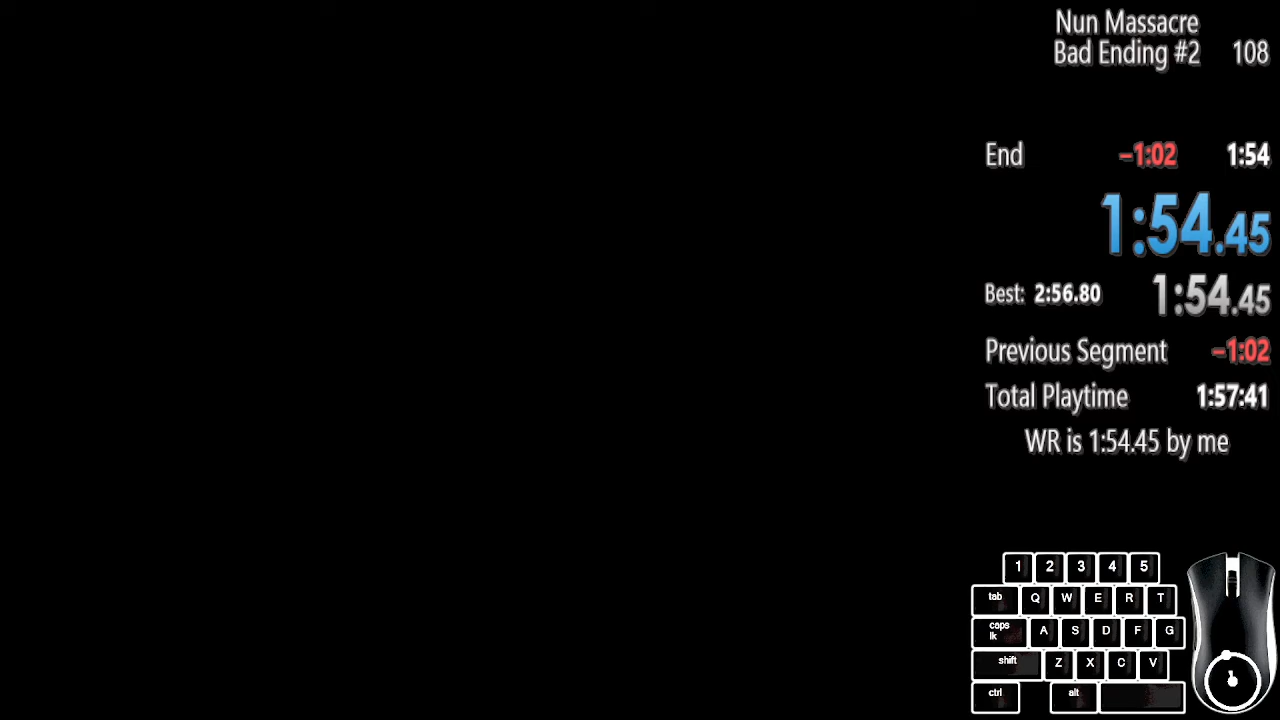 Nun Massacre
Bad Ending #2 108
End -1:02 1:54
1:54.45
Best: 2:56.80 1:54.45
Previous Segment -1:02
Total Playtime 1:57:41
WR is 1:54.45 by me
1 2 3 4 5
tab Q W E R T
caps lk A S D F G
shift Z X C V
ctrl alt